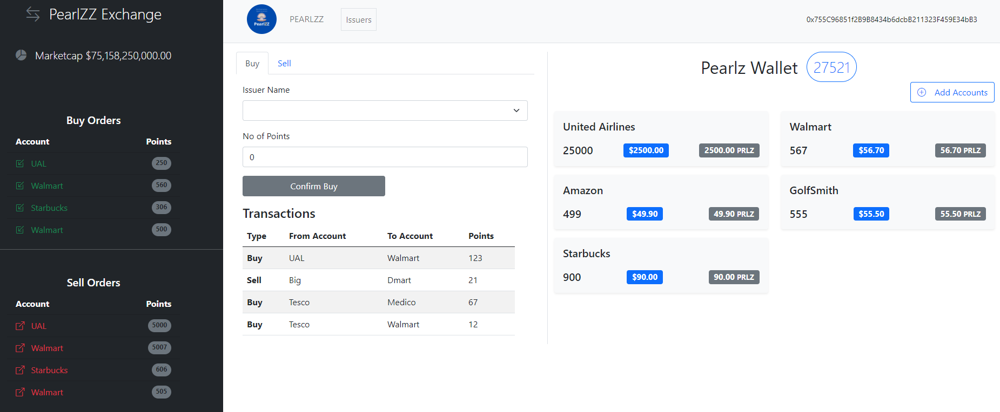 PearlZZ Exchange
Marketcap $75,158,250,000.00
Buy Orders
Account Points
UAL 250
Walmart 560
Starbucks 306
Walmart 500
Sell Orders
Account Points
UAL 5000
Walmart 5007
Starbucks 606
Walmart 505
PearlZZ
PEARLZZ Issuers
0x755C96851f2B9B8434b6dcbB211323F459E34bB3
Buy Sell
Issuer Name
No of Points
0
Confirm Buy
Transactions
Type From Account To Account Points
Buy UAL Walmart 123
Sell Big Dmart 21
Buy Tesco Medico 67
Buy Tesco Walmart 12
Pearlz Wallet 27521
Add Accounts
United Airlines
25000 $2500.00 2500.00 PRLZ
Walmart
567 $56.70 56.70 PRLZ
Amazon
499 $49.90 49.90 PRLZ
GolfSmith
555 $55.50 55.50 PRLZ
Starbucks
900 $90.00 90.00 PRLZ